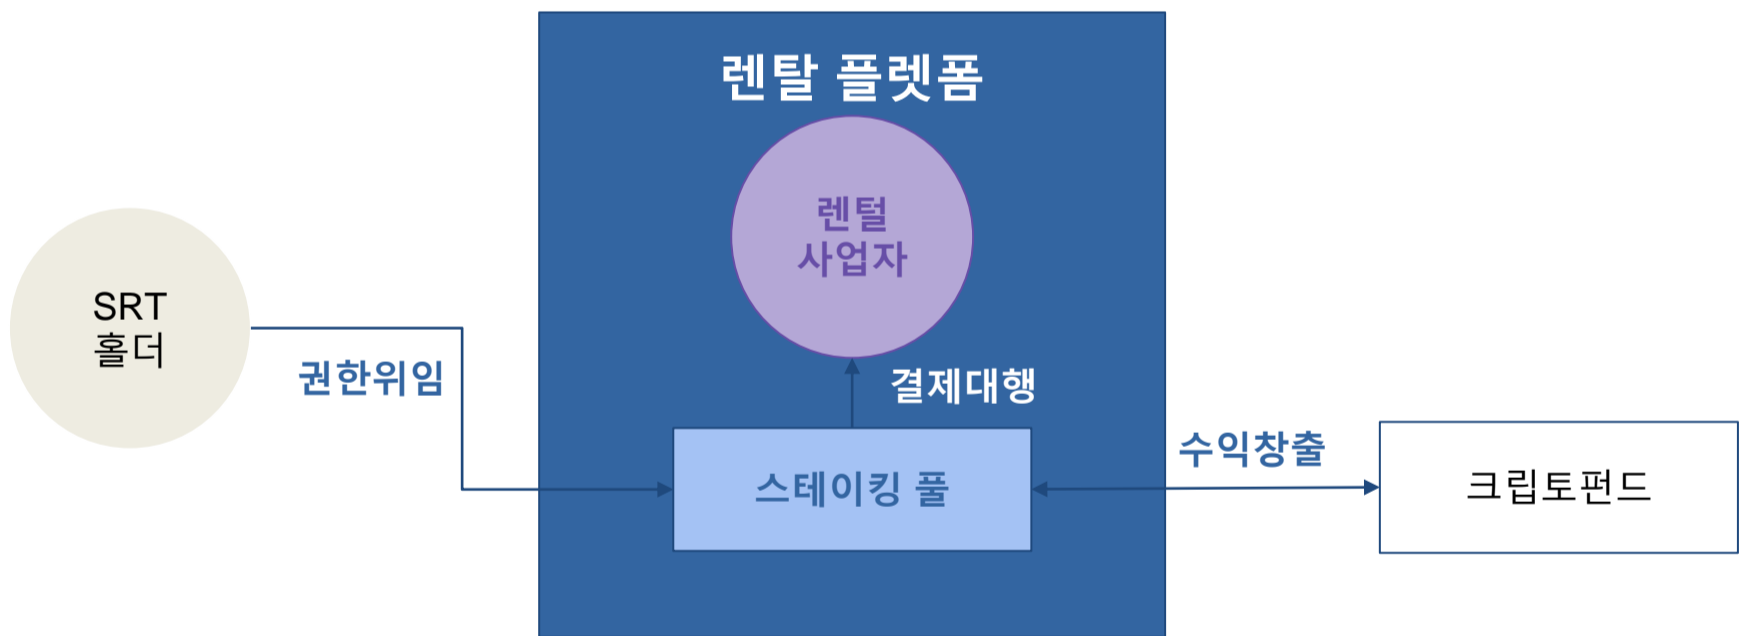 렌탈 플렛폼
렌털
사업자
SRT
홀더
권한위임
결제대행
수익창출
스테이킹 풀
크립토펀드